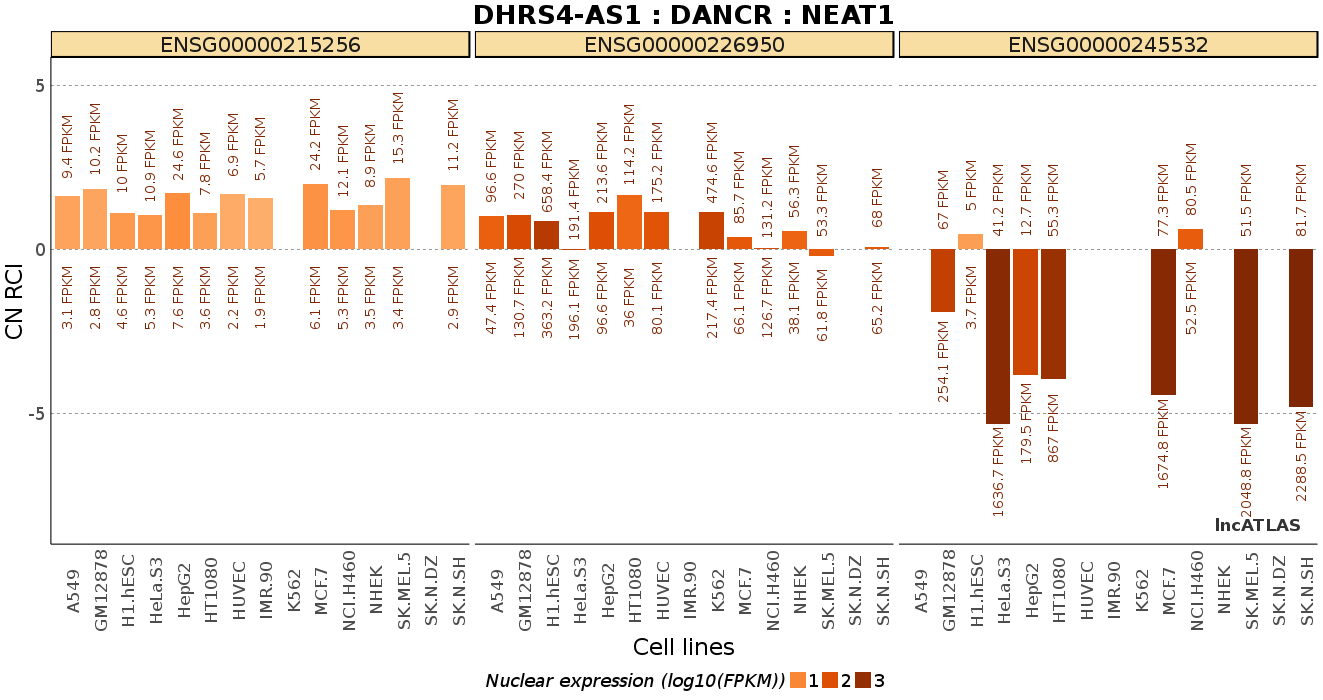 DHRS4-AS1 : DANCR : NEAT1
ENSG00000215256
ENSG00000226950
ENSG00000245532
CN RCI
5
0
-5
9.4 FPKM
10.2 FPKM
10 FPKM
10.9 FPKM
24.6 FPKM
7.8 FPKM
6.9 FPKM
5.7 FPKM
24.2 FPKM
12.1 FPKM
8.9 FPKM
15.3 FPKM
11.2 FPKM
3.1 FPKM
2.8 FPKM
4.6 FPKM
5.3 FPKM
7.6 FPKM
3.6 FPKM
2.2 FPKM
1.9 FPKM
6.1 FPKM
5.3 FPKM
3.5 FPKM
3.4 FPKM
2.9 FPKM
96.6 FPKM
270 FPKM
658.4 FPKM
191.4 FPKM
213.6 FPKM
114.2 FPKM
175.2 FPKM
474.6 FPKM
85.7 FPKM
131.2 FPKM
56.3 FPKM
53.3 FPKM
68 FPKM
47.4 FPKM
130.7 FPKM
363.2 FPKM
196.1 FPKM
96.6 FPKM
36 FPKM
80.1 FPKM
217.4 FPKM
66.1 FPKM
126.7 FPKM
38.1 FPKM
61.8 FPKM
65.2 FPKM
67 FPKM
5 FPKM
41.2 FPKM
12.7 FPKM
55.3 FPKM
77.3 FPKM
80.5 FPKM
51.5 FPKM
81.7 FPKM
254.1 FPKM
3.7 FPKM
1636.7 FPKM
179.5 FPKM
867 FPKM
1674.8 FPKM
52.5 FPKM
2048.8 FPKM
2288.5 FPKM
lncATLAS
A549
GM12878
H1.hESC
HeLa.S3
HepG2
HT1080
HUVEC
IMR.90
K562
MCF.7
NCI.H460
NHEK
SK.MEL.5
SK.N.DZ
SK.N.SH
A549
GM12878
H1.hESC
HeLa.S3
HepG2
HT1080
HUVEC
IMR.90
K562
MCF.7
NCI.H460
NHEK
SK.MEL.5
SK.N.DZ
SK.N.SH
A549
GM12878
H1.hESC
HeLa.S3
HepG2
HT1080
HUVEC
IMR.90
K562
MCF.7
NCI.H460
NHEK
SK.MEL.5
SK.N.DZ
SK.N.SH
Cell lines
Nuclear expression (log10(FPKM)) 1 2 3